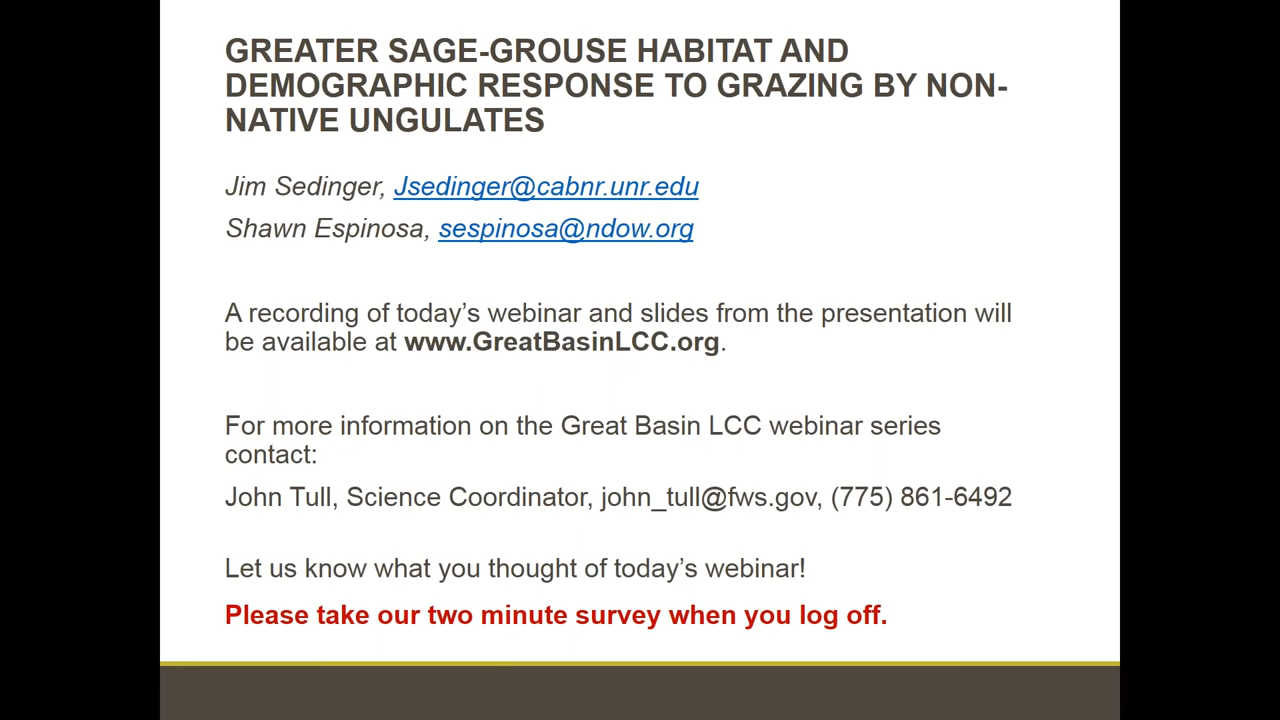 GREATER SAGE-GROUSE HABITAT AND
DEMOGRAPHIC RESPONSE TO GRAZING BY NON-
NATIVE UNGULATES
Jim Sedinger, Jsedinger@cabnr.unr.edu
Shawn Espinosa, sespinosa@ndow.org
A recording of today’s webinar and slides from the presentation will
be available at www.GreatBasinLCC.org.
For more information on the Great Basin LCC webinar series
contact:
John Tull, Science Coordinator, john_tull@fws.gov, (775) 861-6492
Let us know what you thought of today’s webinar!
Please take our two minute survey when you log off.